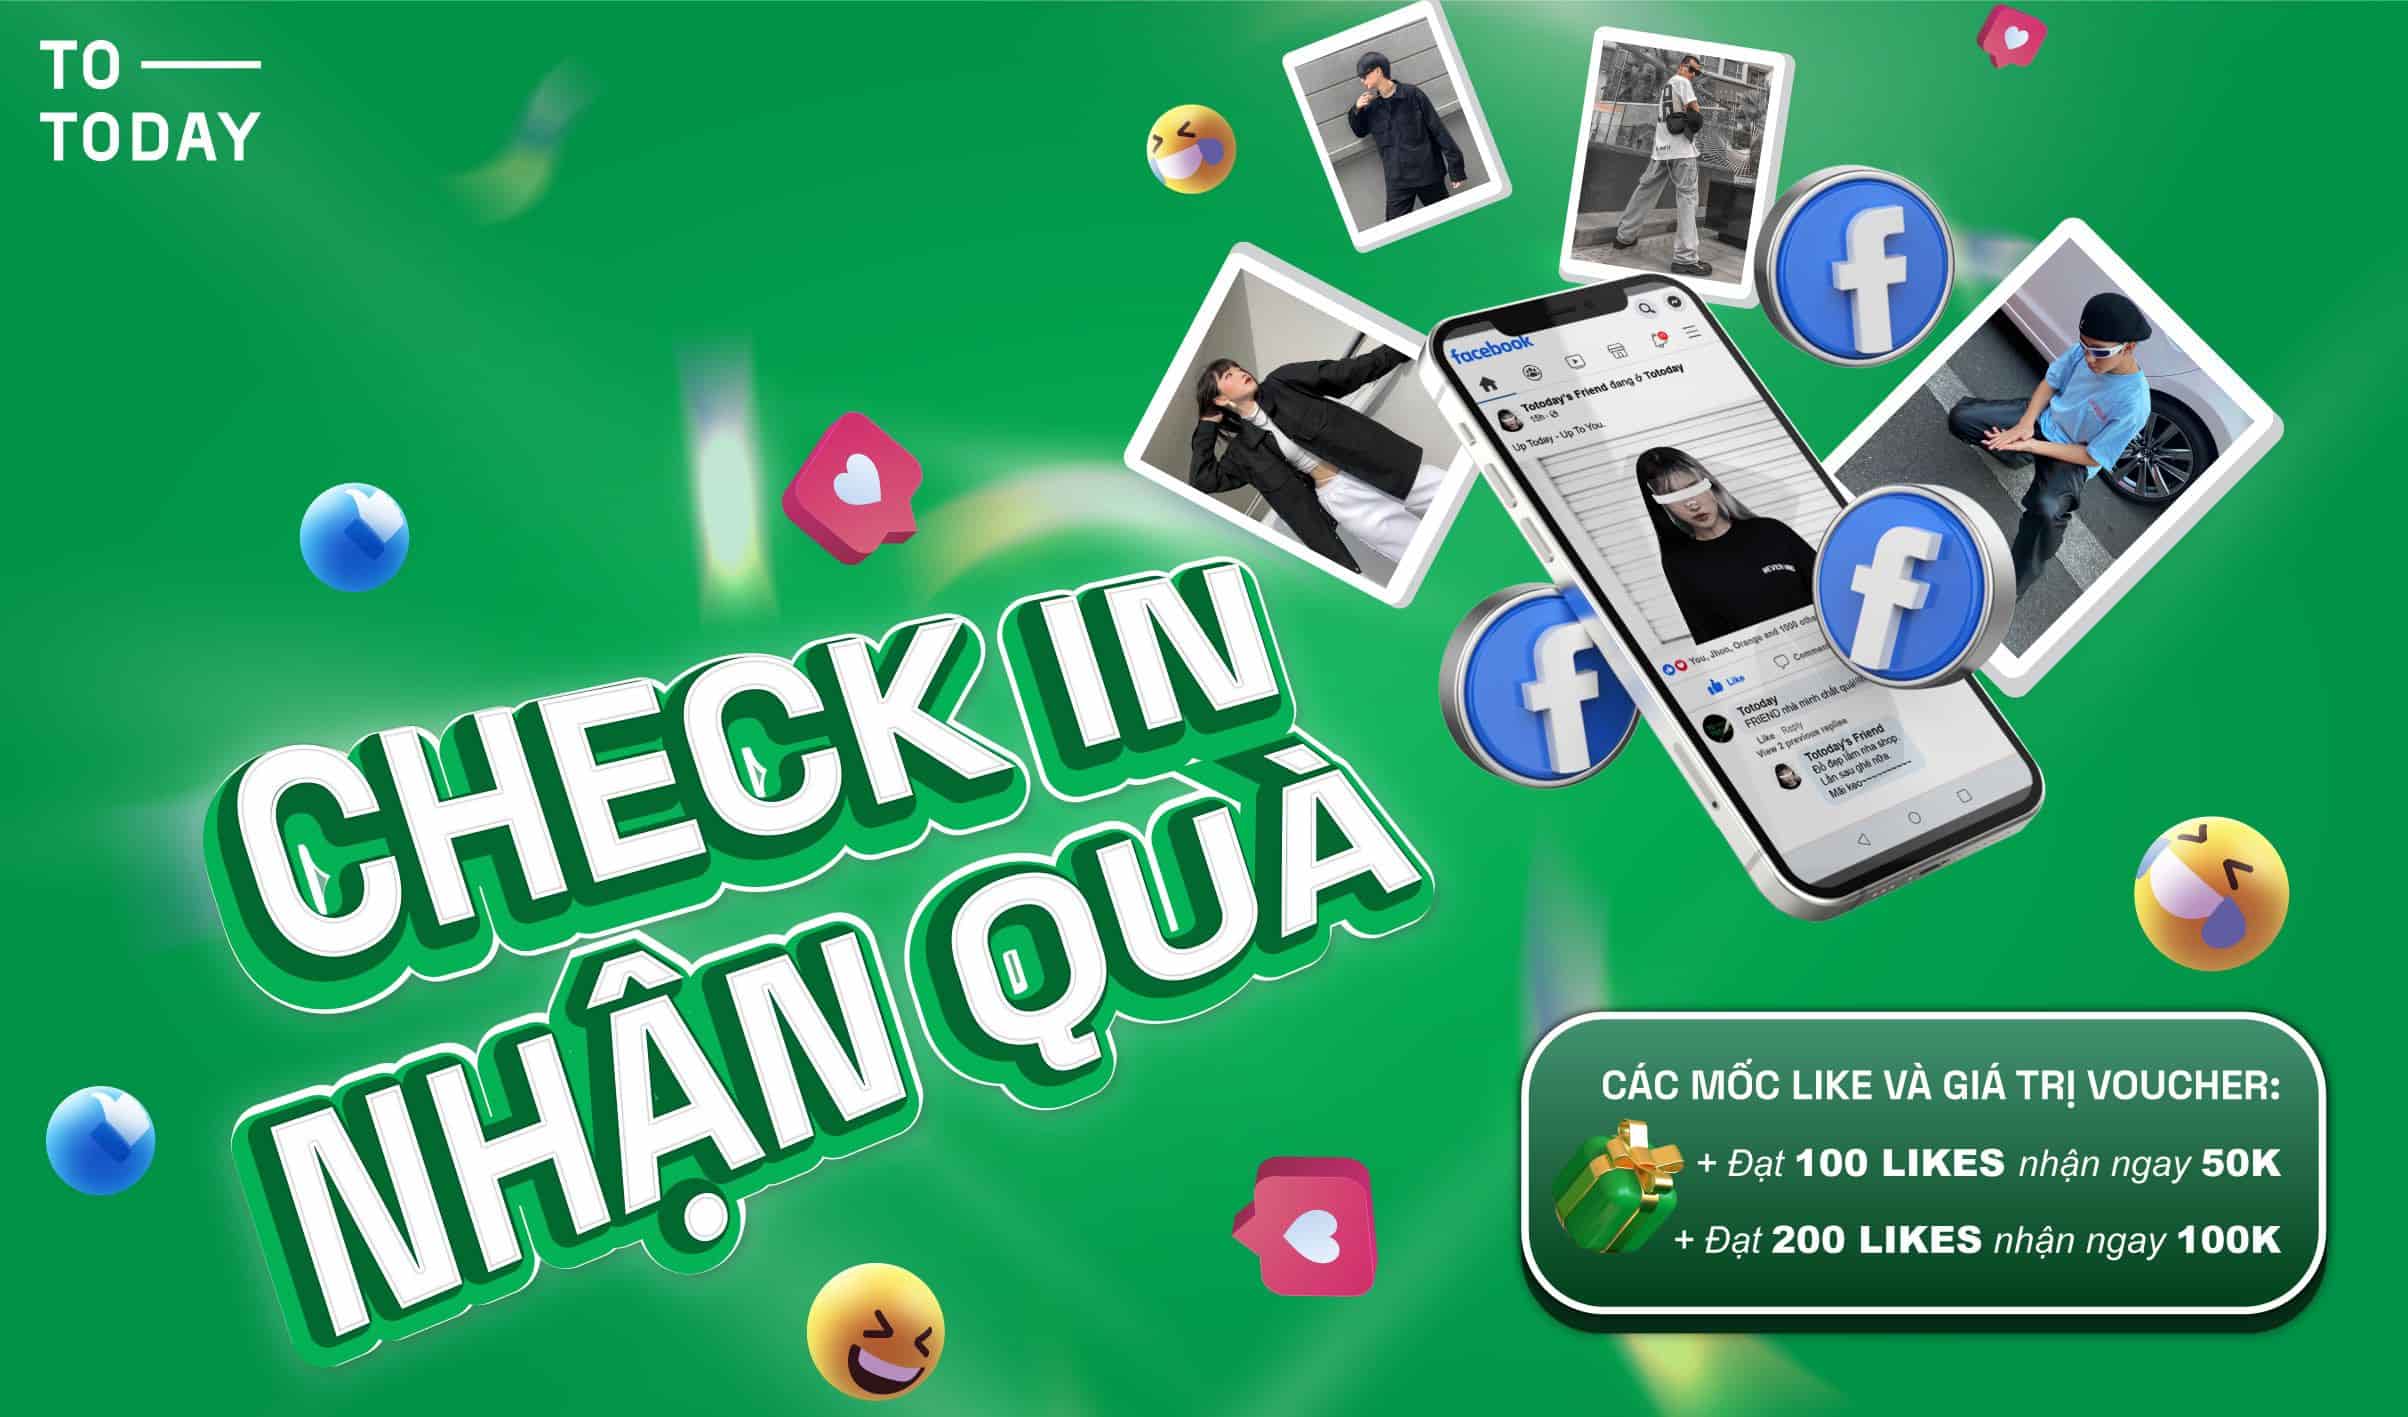 TO
TODAY
CHECK IN
NHẬN QUÀ
facebook
Totoday's Friend đang ở Totoday
15h
Up Today - Up To You.
You, Jhon, Orange and 1000 othe
Like
Commen
Totoday
FRIEND nhà mình chất quá!!!
Like Reply
View 2 previous replies
Totoday's Friend
Đồ đẹp lắm nha shop.
Lần sau ghé nữa.
Mãi keo~~~~~~~~
CÁC MỐC LIKE VÀ GIÁ TRỊ VOUCHER:
+ Đạt 100 LIKES nhận ngay 50K
+ Đạt 200 LIKES nhận ngay 100K